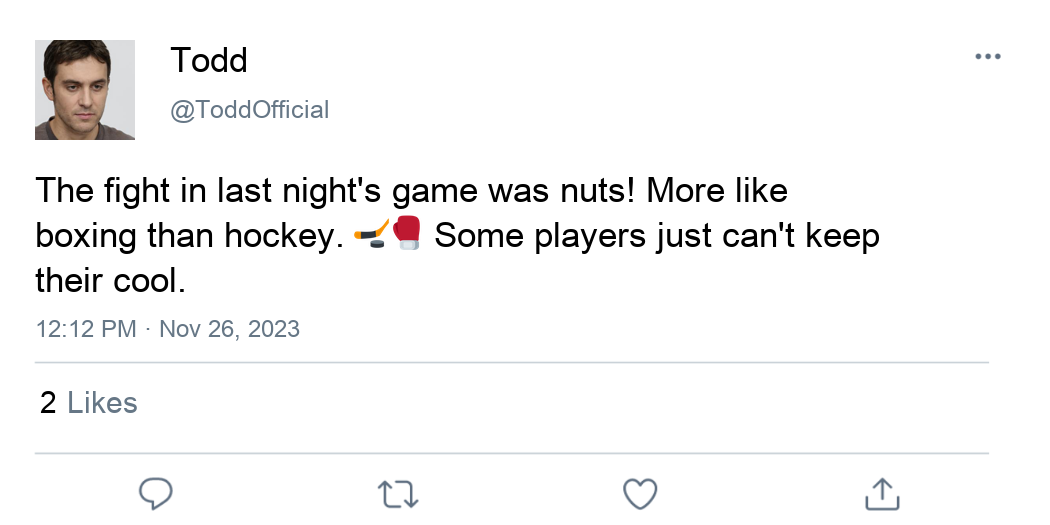 Todd
@ToddOfficial
The fight in last night's game was nuts! More like
boxing than hockey. 🏒🥊 Some players just can't keep
their cool.
12:12 PM · Nov 26, 2023
2 Likes